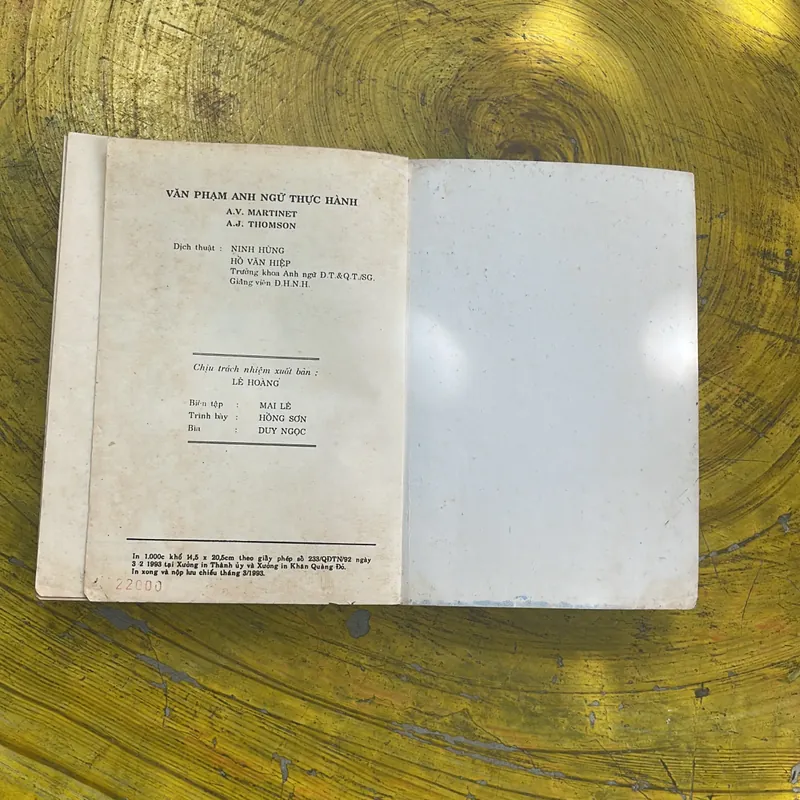 VĂN PHẠM ANH NGỮ THỰC HÀNH
A.V. MARTINET
A.J. THOMSON
Dịch thuật : NINH HÙNG
HỒ VĂN HIỆP
Trưởng khoa Anh ngữ Đ.T.&Q.T./SG.
Giảng viên D.H.N.H.
Chịu trách nhiệm xuất bản :
LÊ HOÀNG
Biên tập : MAI LÊ
Trình bày : HỒNG SƠN
Bìa : DUY NGỌC
In 1.000c khổ 14,5 x 20,5cm theo giấy phép số 233/QĐTN/92 ngày
3-2 1993 tại Xưởng in Thành ủy và Xưởng in Khăn Quàng Đỏ.
In xong và nộp lưu chiểu tháng 3/1993.
22000